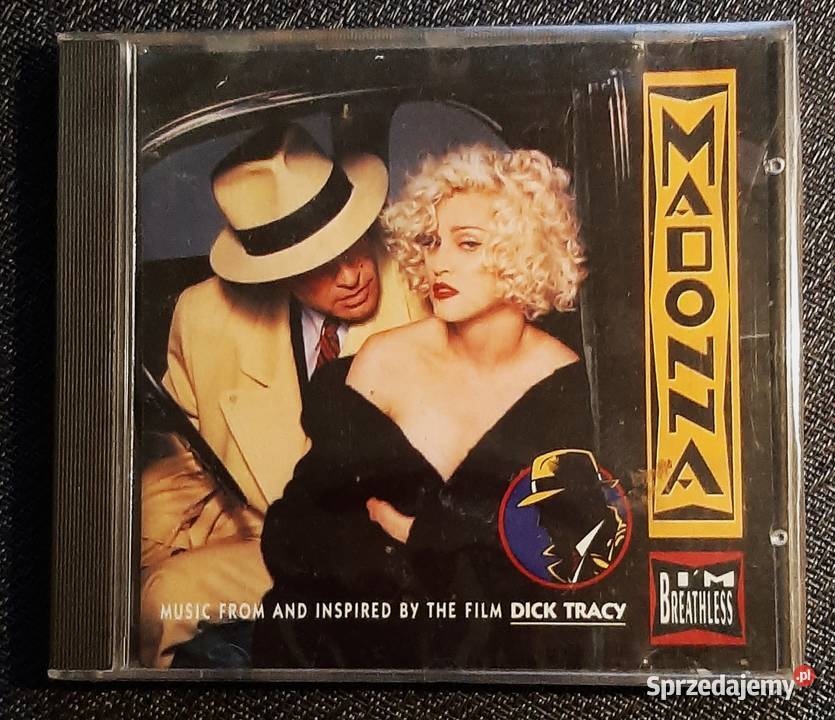 MADONNA
I'M
BREATHLESS
MUSIC FROM AND INSPIRED BY THE FILM DICK TRACY
Sprzedajemy.pl